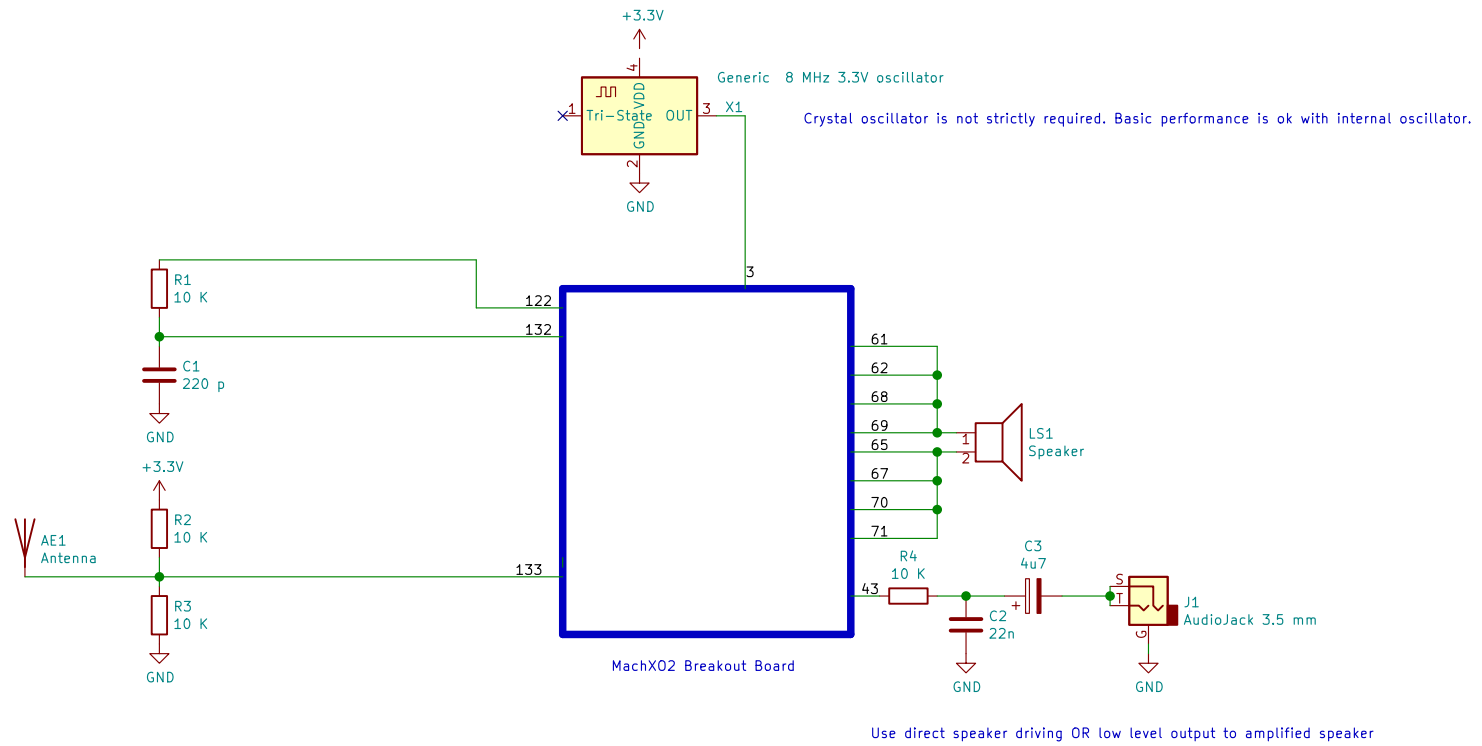 +3.3V
Generic 8 MHz 3.3V oscillator
4
VDD
1
Tri-State
OUT
3
X1
GND
2
GND
Crystal oscillator is not strictly required. Basic performance is ok with internal oscillator.
3
R1
10 K
122
132
C1
220 p
GND
+3.3V
R2
10 K
AE1
Antenna
133
R3
10 K
GND
61
62
68
69
65
67
70
71
1
2
LS1
Speaker
43
R4
10 K
C3
4u7
+
C2
22n
GND
S
T
G
J1
AudioJack 3.5 mm
GND
MachXO2 Breakout Board
Use direct speaker driving OR low level output to amplified speaker